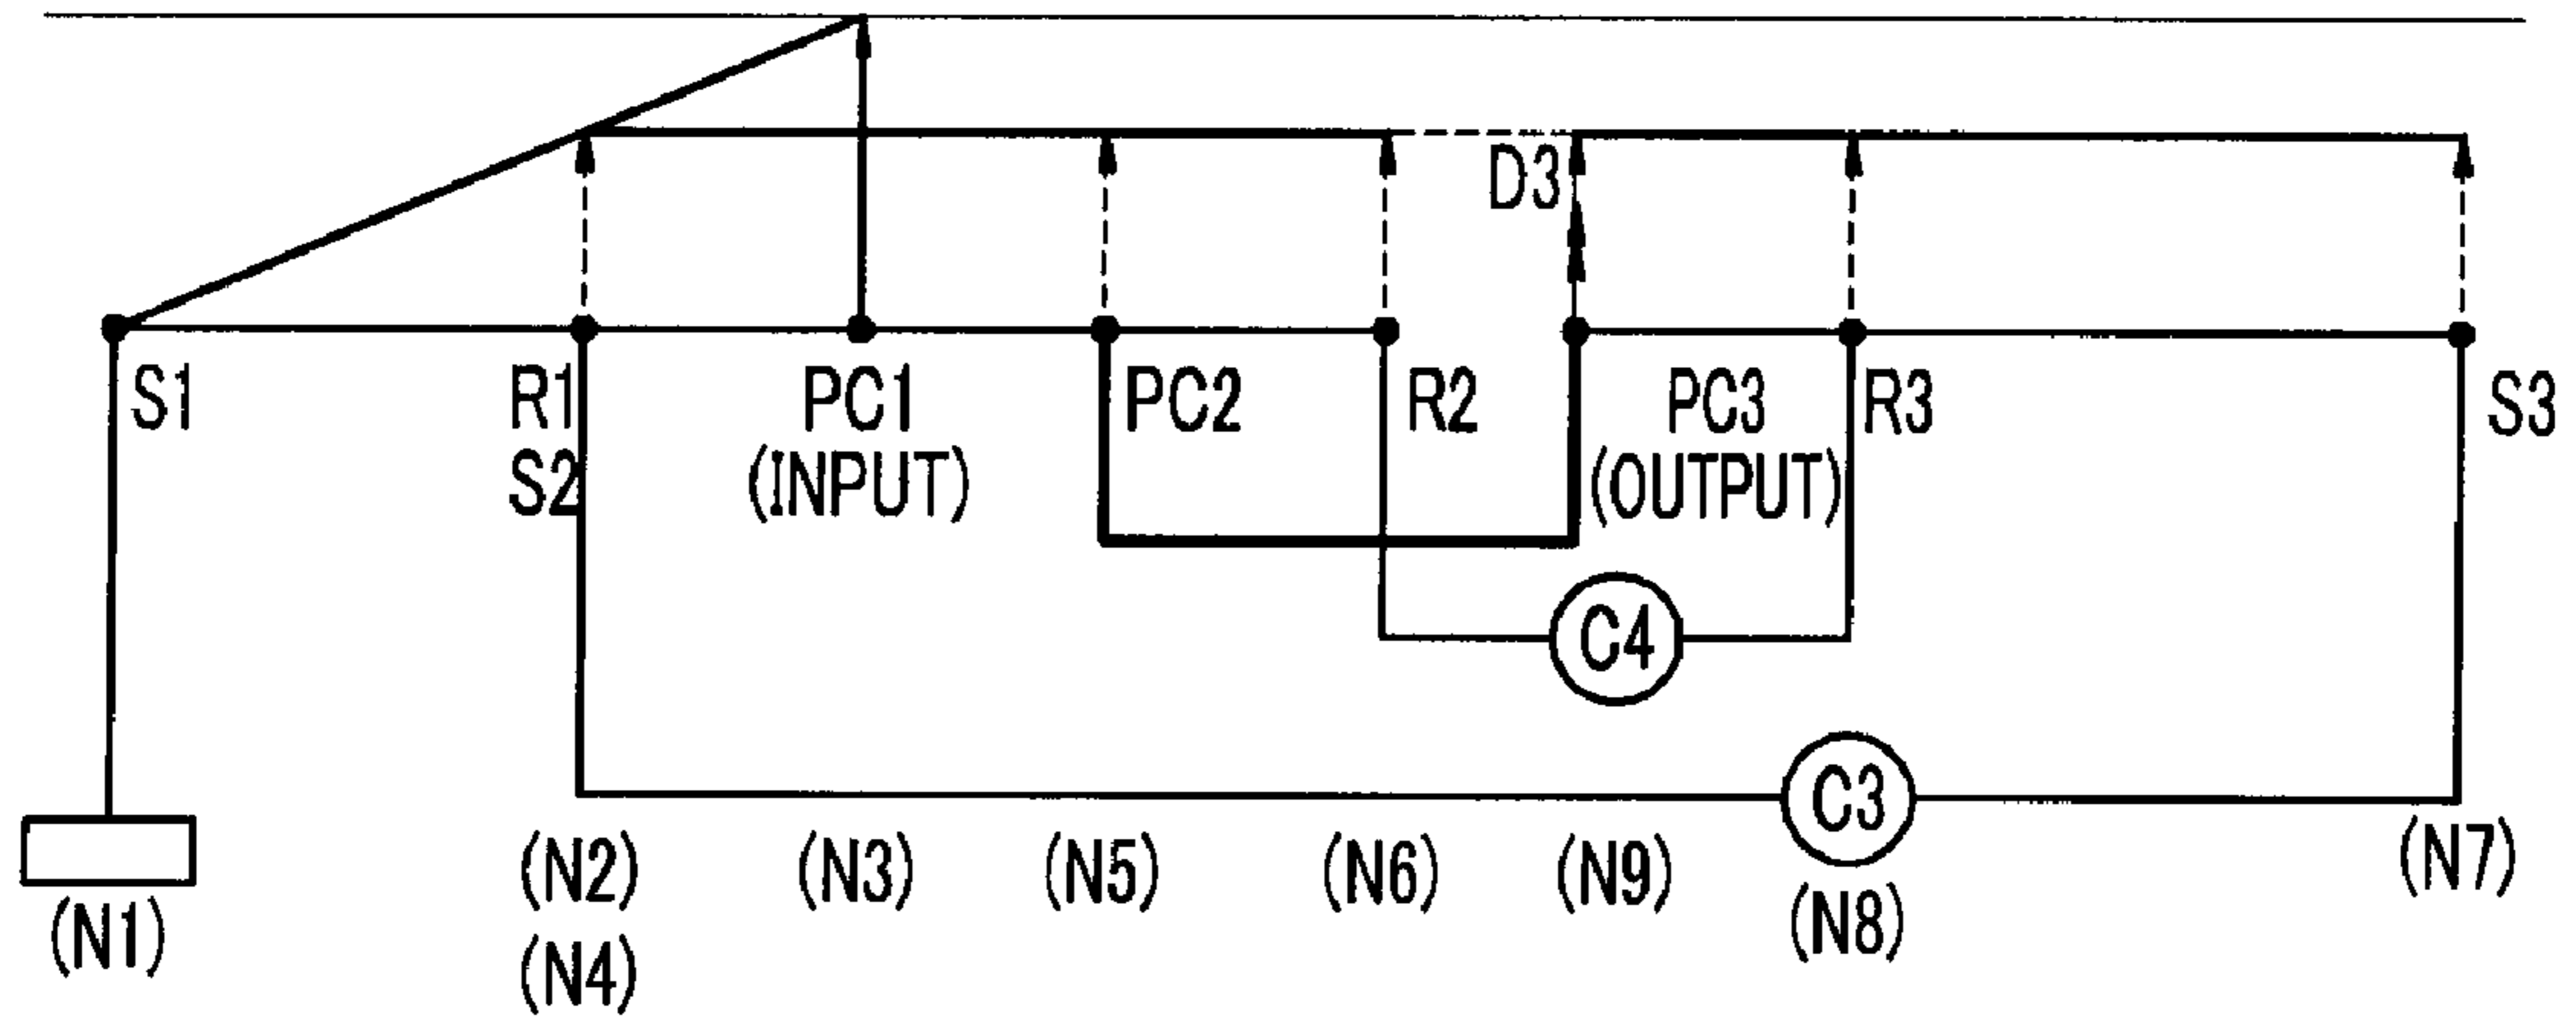 D3
S1
R1
PC1
PC2
R2
PC3
R3
S3
S2
(INPUT)
(OUTPUT)
C4
C3
(N2)
(N3)
(N5)
(N6)
(N9)
(N7)
(N1)
(N8)
(N4)